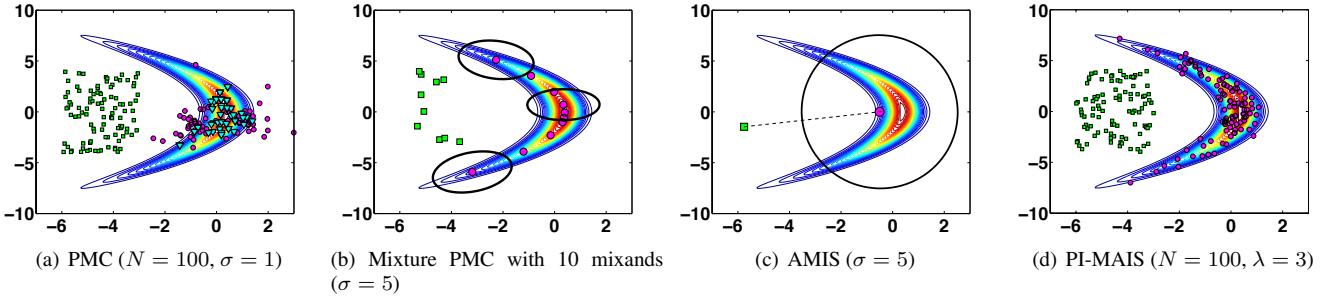 10
5
0
−5
−10
−6 −4 −2 0 2
(a) PMC (N = 100, σ = 1)
10
5
0
−5
−10
−6 −4 −2 0 2
(b) Mixture PMC with 10 mixands
(σ = 5)
10
5
0
−5
−10
−6 −4 −2 0 2
(c) AMIS (σ = 5)
10
5
0
−5
−10
−6 −4 −2 0 2
(d) PI-MAIS (N = 100, λ = 3)